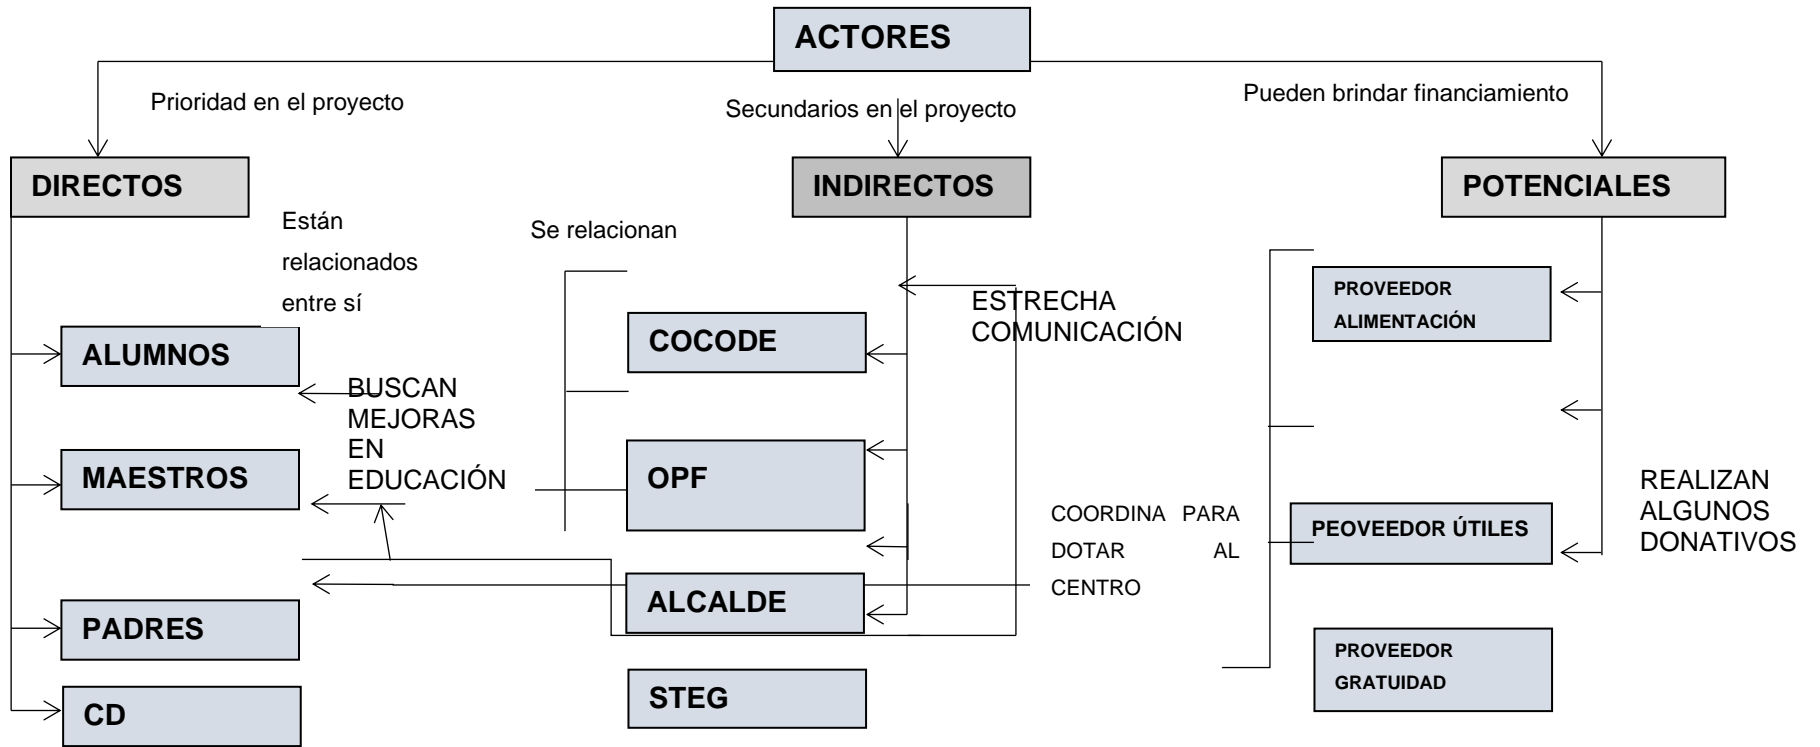 ACTORES
Prioridad en el proyecto
Secundarios en el proyecto
Pueden brindar financiamiento
DIRECTOS
INDIRECTOS
POTENCIALES
Están
relacionados
entre sí
Se relacionan
ALUMNOS
BUSCAN
MEJORAS
EN
EDUCACIÓN
MAESTROS
PADRES
CD
COCODE
OPF
ALCALDE
STEG
ESTRECHA
COMUNICACIÓN
COORDINA PARA
DOTAR AL
CENTRO
PROVEEDOR
ALIMENTACIÓN
PEOVEEDOR ÚTILES
PROVEEDOR
GRATUIDAD
REALIZAN
ALGUNOS
DONATIVOS